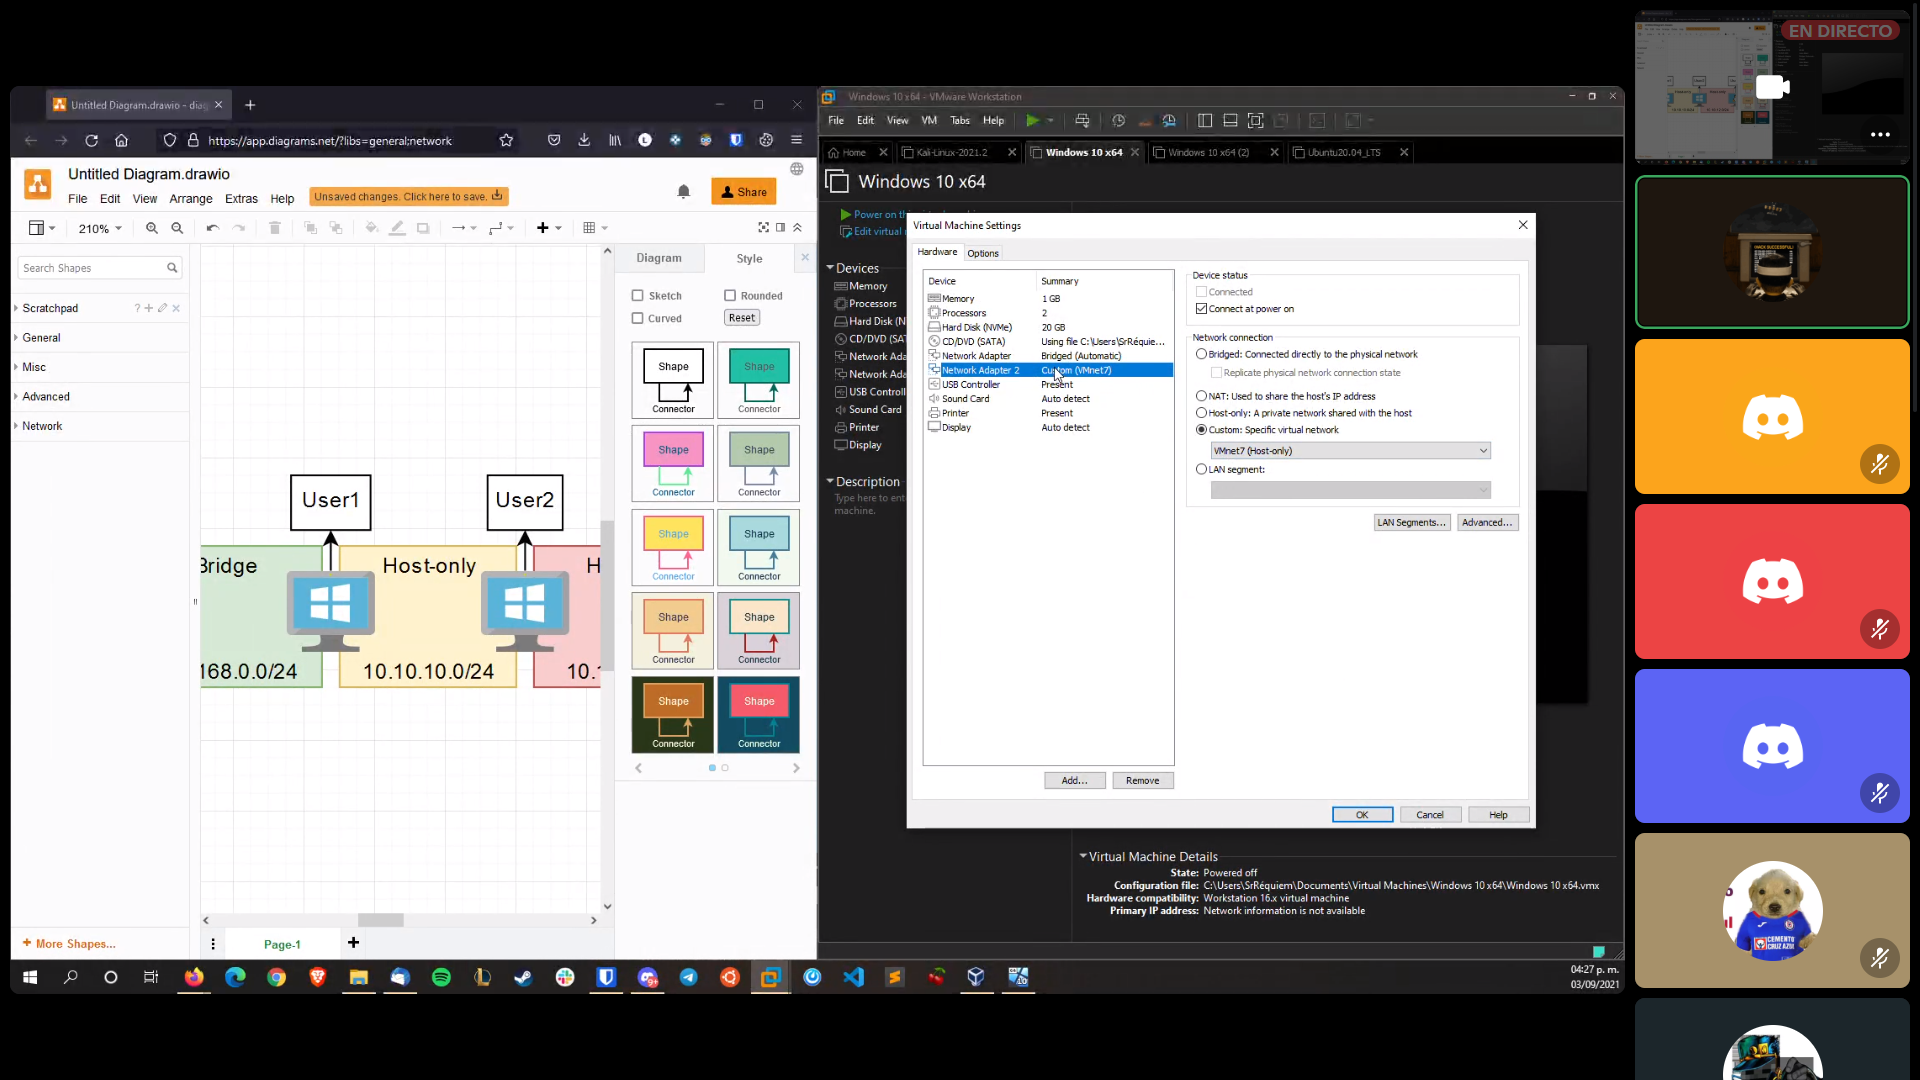 EN DIRECTO
Untitled Diagram.drawio - diag
https://app.diagrams.net/?libs=general;network
Untitled Diagram.drawio
File Edit View Arrange Extras Help
Unsaved changes. Click here to save.
Share
210%
Search Shapes
Scratchpad
General
Misc
Advanced
Network
More Shapes...
User1
User2
Bridge
Host-only
H
168.0.0/24
10.10.10.0/24
10.1
Page-1
Diagram
Style
Sketch
Rounded
Curved
Reset
Shape
Connector
Shape
Connector
Shape
Connector
Shape
Connector
Shape
Connector
Shape
Connector
Shape
Connector
Shape
Connector
Shape
Connector
Shape
Connector
Windows 10 x64 - VMware Workstation
File Edit View VM Tabs Help
Home
Kali-Linux-2021.2
Windows 10 x64
Windows 10 x64 (2)
Ubuntu20.04_LTS
Windows 10 x64
Power on th
Edit virtual
Devices
Memory
Processors
Hard Disk (N
CD/DVD (SAT
Network Ada
Network Ada
USB Controll
Sound Card
Printer
Display
Description
Type here to ente
machine.
Virtual Machine Settings
Hardware
Options
Device Summary
Memory 1 GB
Processors 2
Hard Disk (NVMe) 20 GB
CD/DVD (SATA) Using file C:\Users\SrRéquie...
Network Adapter Bridged (Automatic)
Network Adapter 2 Custom (VMnet7)
USB Controller Present
Sound Card Auto detect
Printer Present
Display Auto detect
Add...
Remove
Device status
Connected
Connect at power on
Network connection
Bridged: Connected directly to the physical network
Replicate physical network connection state
NAT: Used to share the host's IP address
Host-only: A private network shared with the host
Custom: Specific virtual network
VMnet7 (Host-only)
LAN segment:
LAN Segments...
Advanced...
OK
Cancel
Help
Virtual Machine Details
State: Powered off
Configuration file: C:\Users\SrRéquiem\Documents\Virtual Machines\Windows 10 x64\Windows 10 x64.vmx
Hardware compatibility: Workstation 16.x virtual machine
Primary IP address: Network information is not available
04:27 p. m.
03/09/2021
CEMENTO
CRUZ AZUL